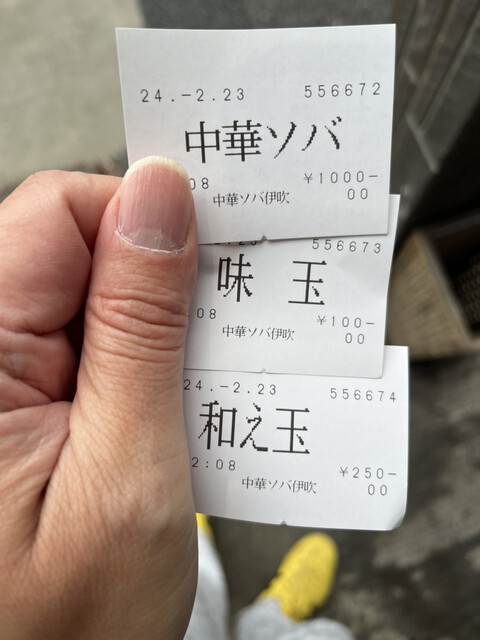 24.-2.23 556672
中華ソバ
:08 ¥1000-
中華ソバ伊吹 00
556673
味 玉
:08 ¥100-
中華ソバ伊吹 00
24.-2.23 556674
和え玉
2:08 ¥250-
中華ソバ伊吹 00